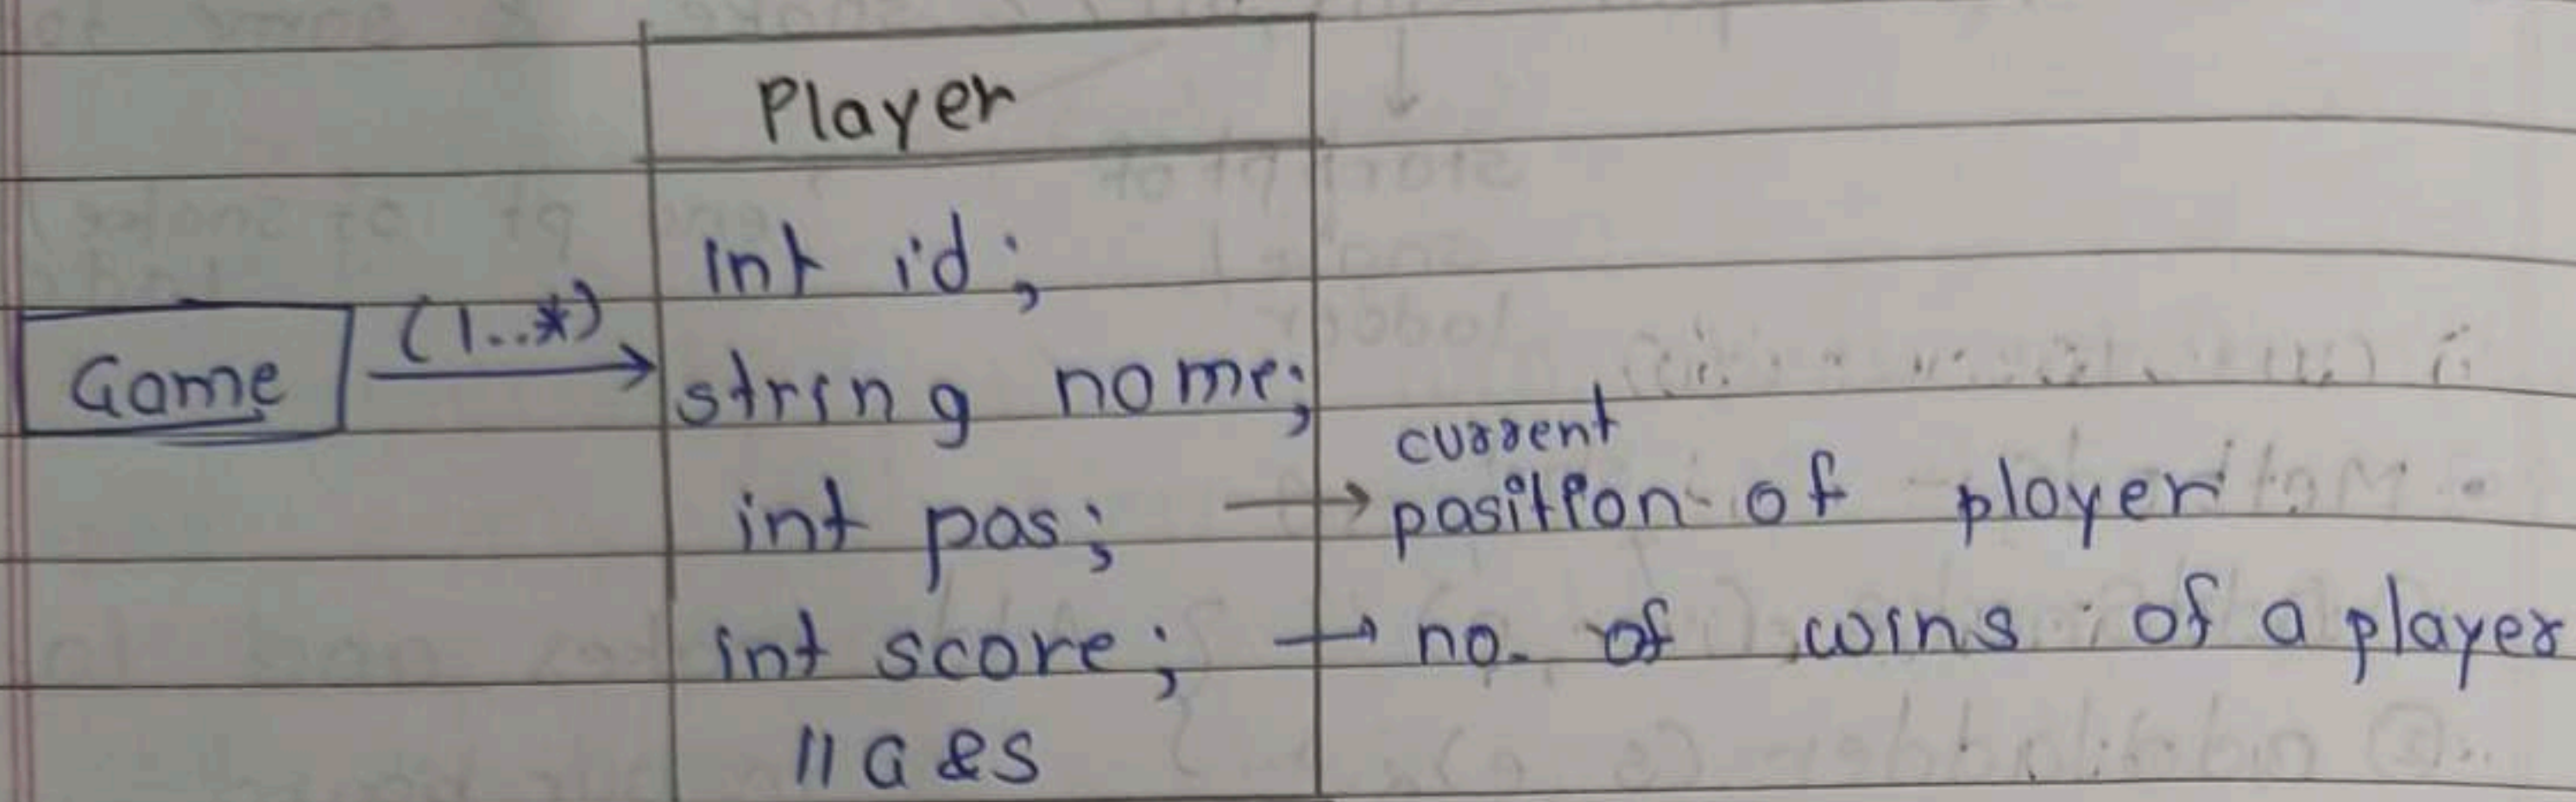 Player
int id;
Game (1..*) string name;
int pos; → current position of player
int score; → no. of wins of a player
// G & S